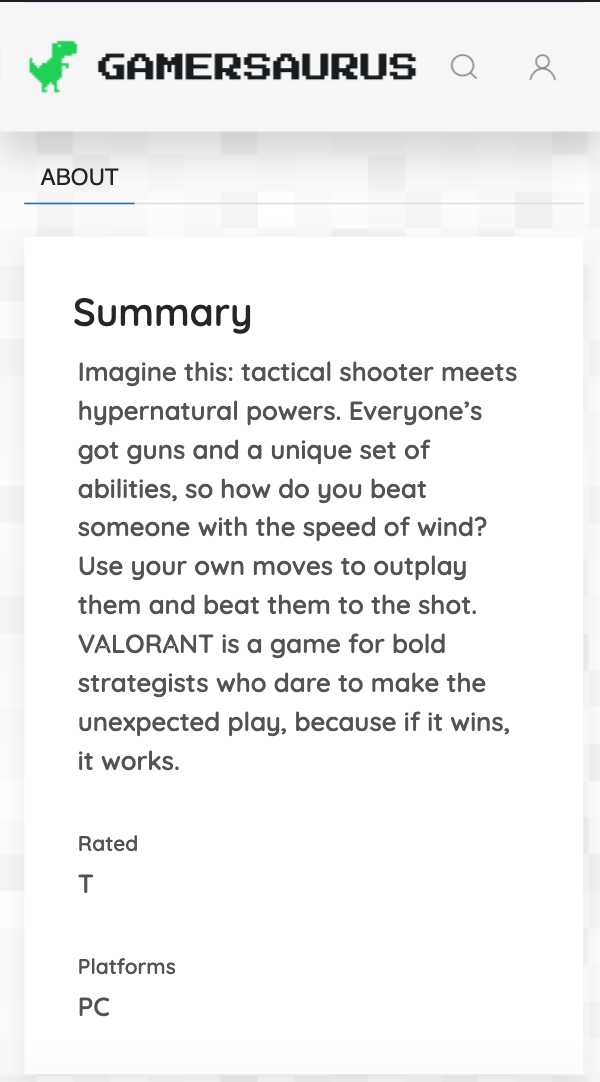 GAMERSAURUS
ABOUT
Summary
Imagine this: tactical shooter meets
hypernatural powers. Everyone’s
got guns and a unique set of
abilities, so how do you beat
someone with the speed of wind?
Use your own moves to outplay
them and beat them to the shot.
VALORANT is a game for bold
strategists who dare to make the
unexpected play, because if it wins,
it works.
Rated
T
Platforms
PC